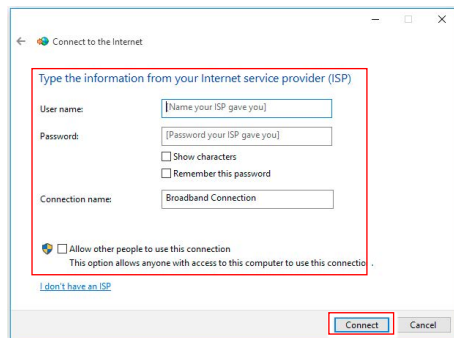 Connect to the Internet
Type the information from your Internet service provider (ISP)
User name: [Name your ISP gave you]
Password: [Password your ISP gave you]
Show characters
Remember this password
Connection name: Broadband Connection
Allow other people to use this connection
This option allows anyone with access to this computer to use this connection.
I don't have an ISP
Connect Cancel